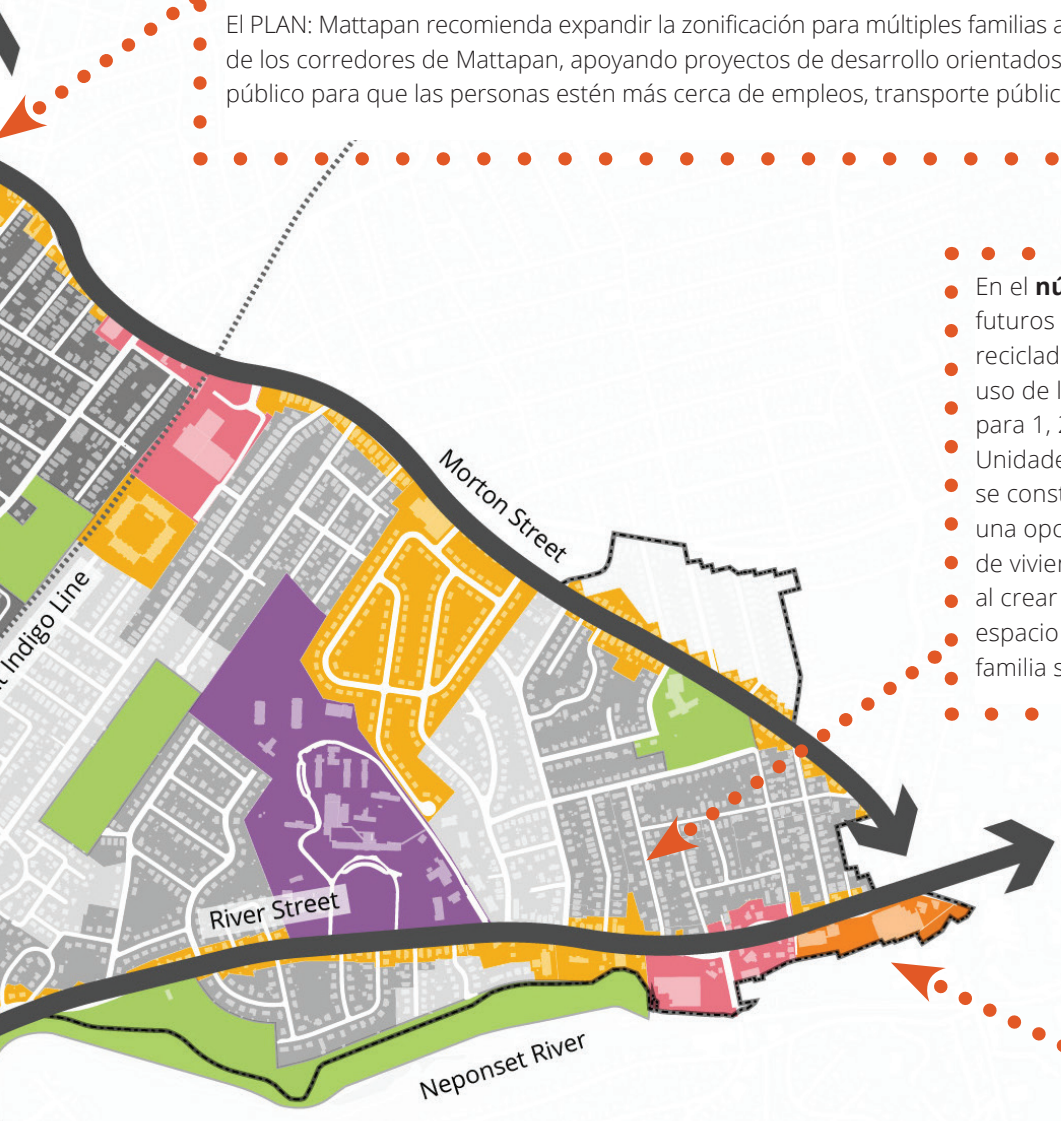 El PLAN: Mattapan recomienda expandir la zonificación para múltiples familias a
de los corredores de Mattapan, apoyando proyectos de desarrollo orientados
público para que las personas estén más cerca de empleos, transporte públic
En el nú
futuros
reciclad
uso de l
para 1, 2
Unidade
se const
una opc
de vivien
al crear
espacio
familia s
Morton Street
Indigo Line
River Street
Neponset River